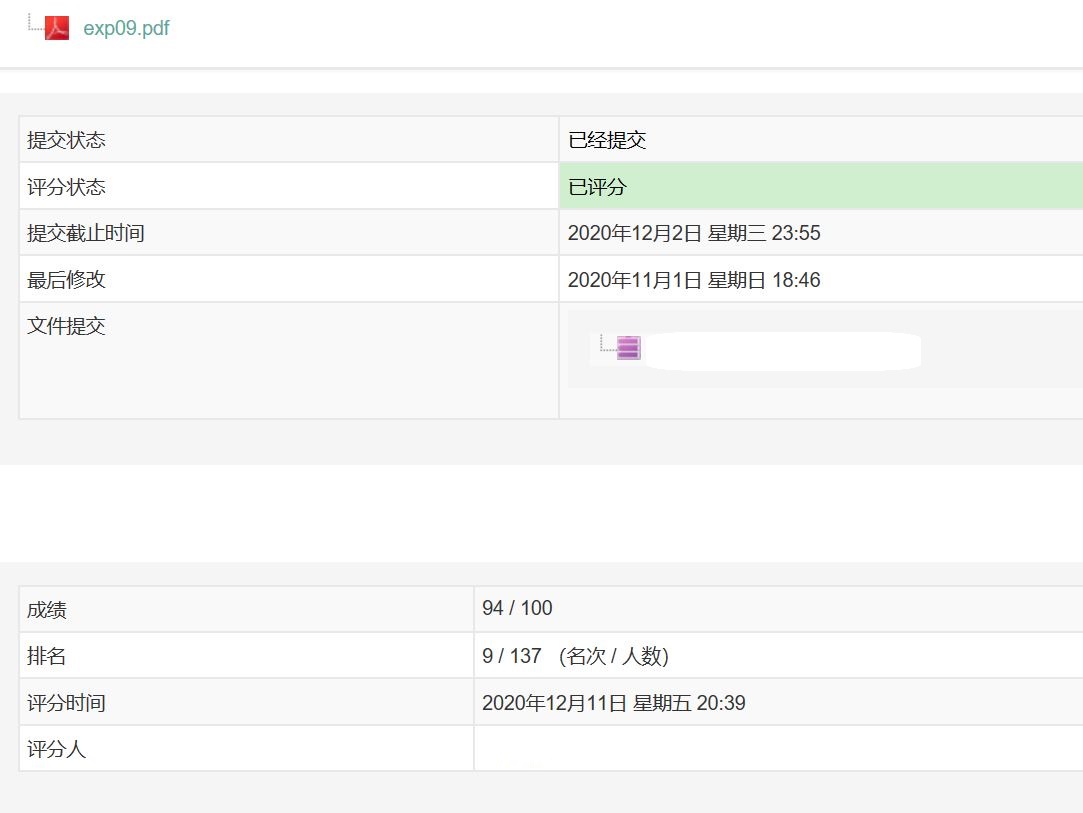 exp09.pdf
提交状态 已经提交
评分状态 已评分
提交截止时间 2020年12月2日 星期三 23:55
最后修改 2020年11月1日 星期日 18:46
文件提交
成绩 94 / 100
排名 9 / 137 (名次 / 人数)
评分时间 2020年12月11日 星期五 20:39
评分人